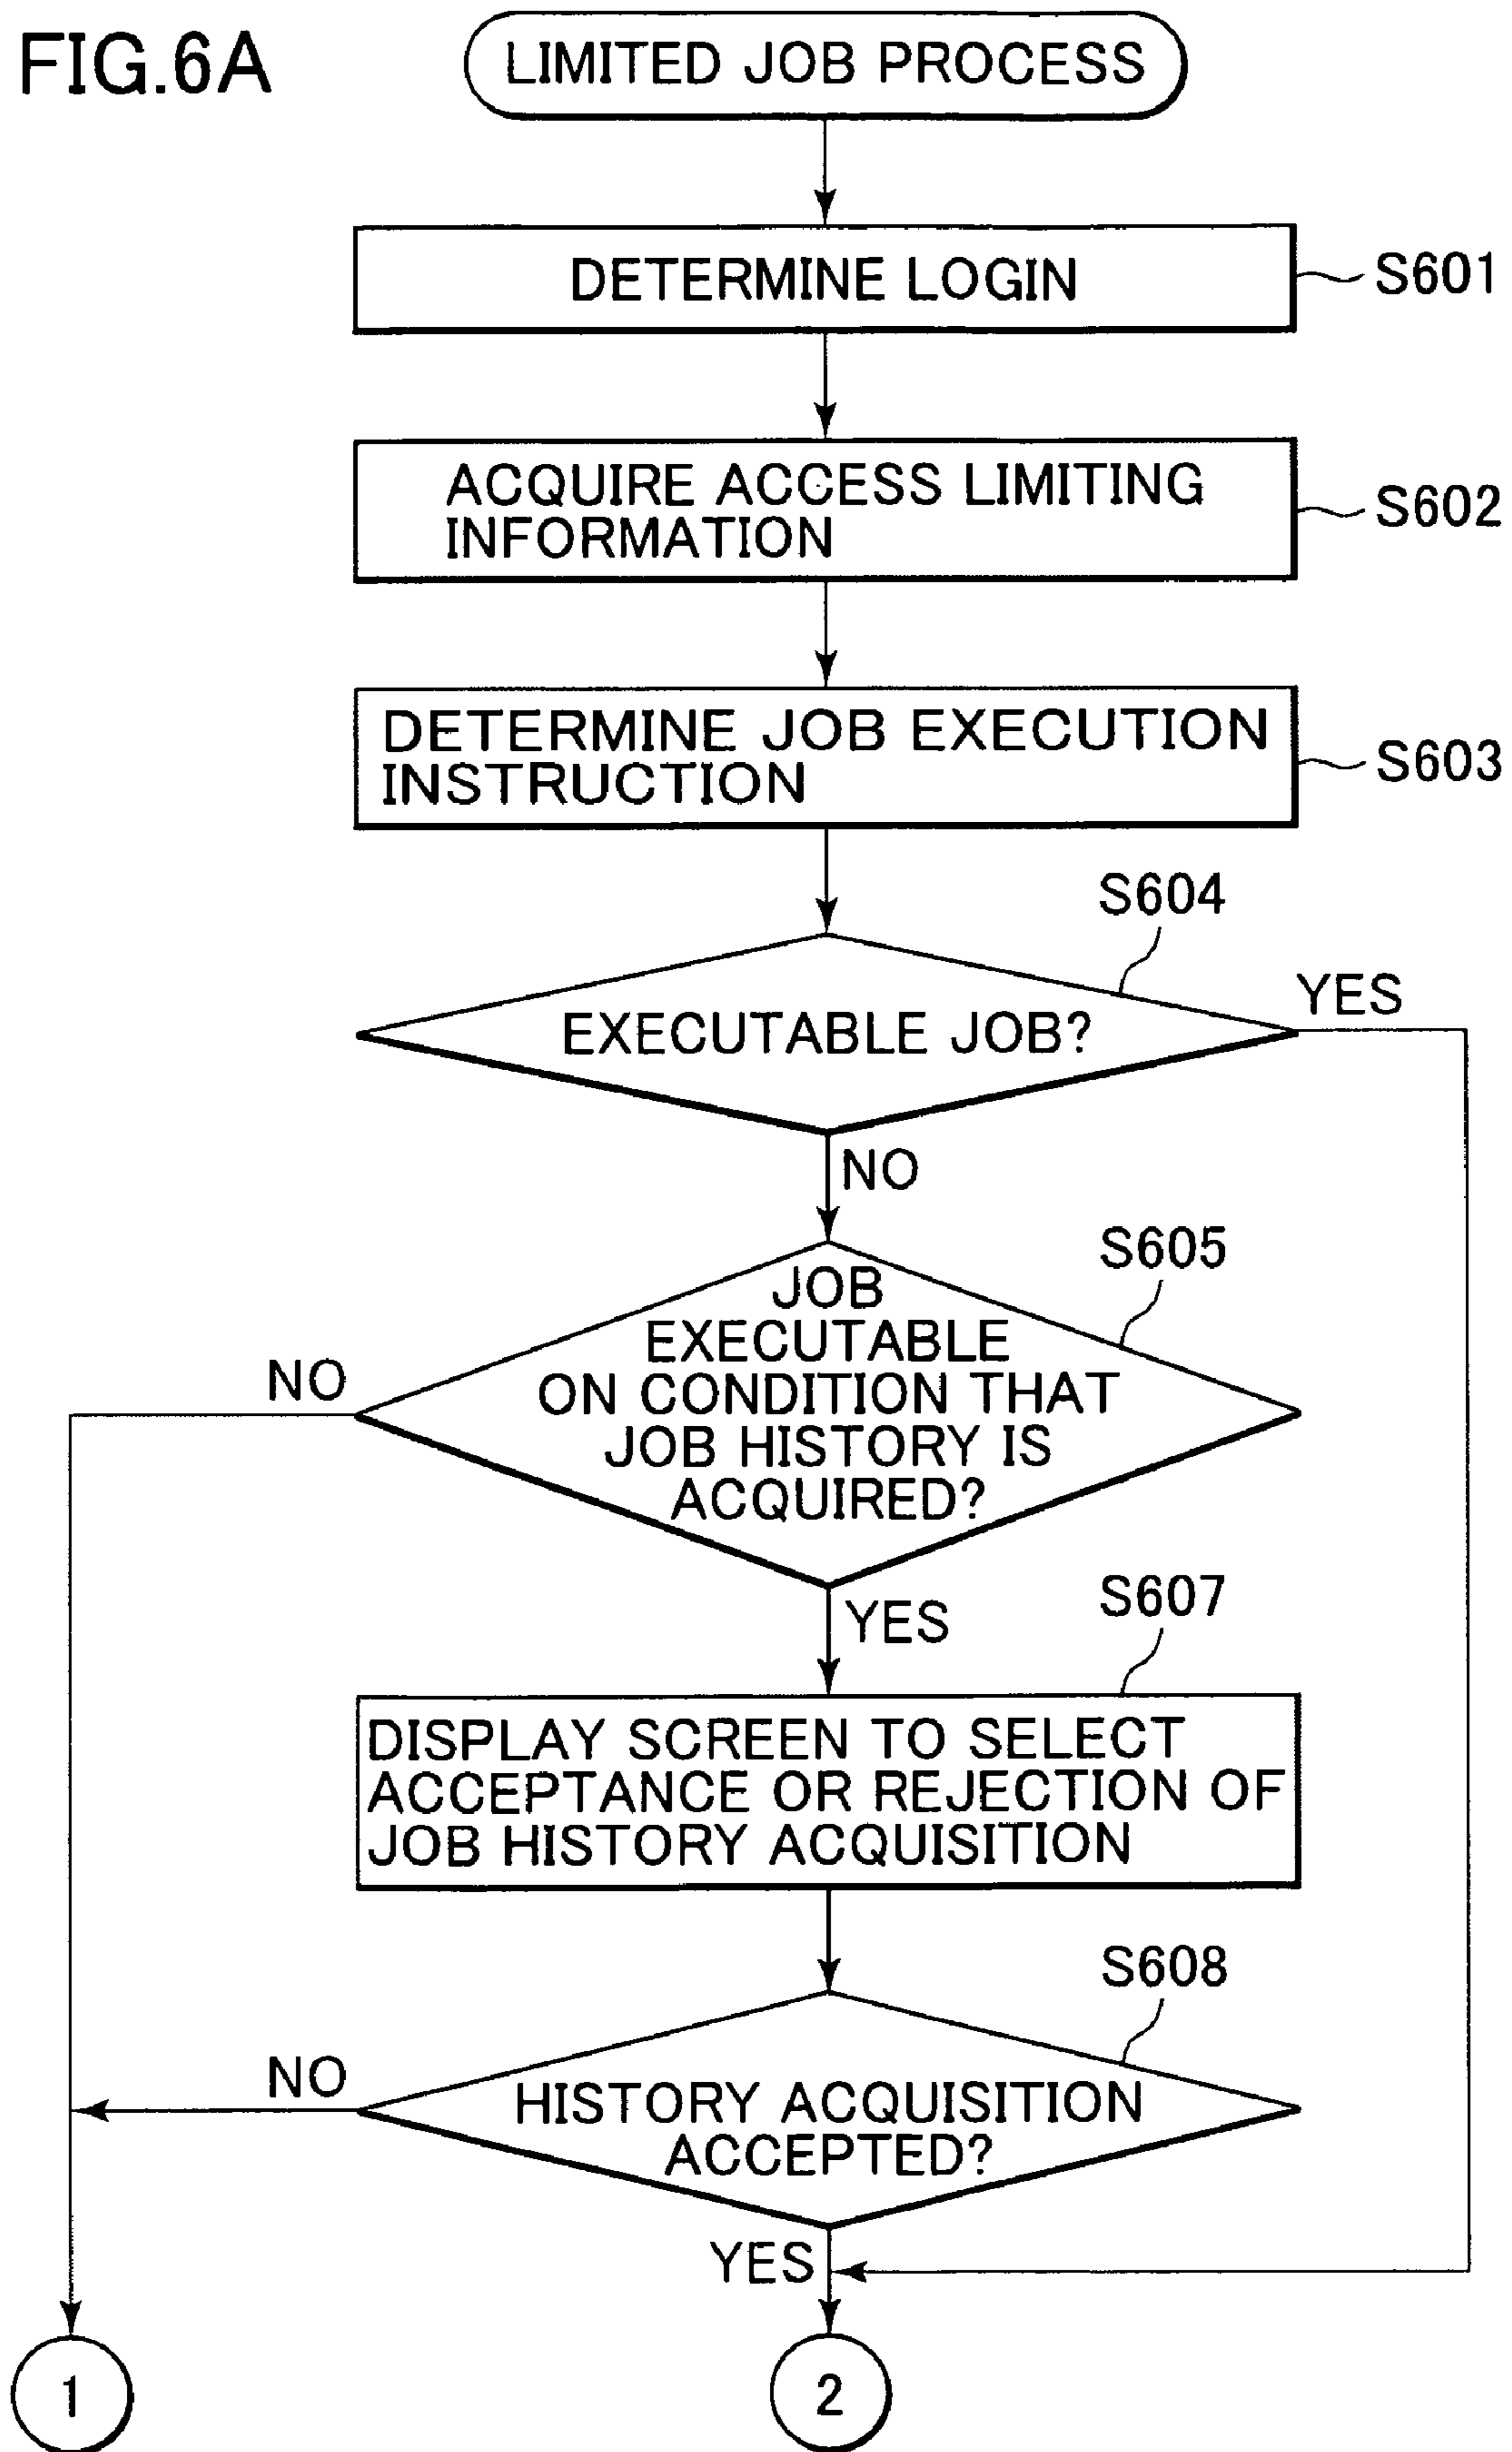 FIG.6A
LIMITED JOB PROCESS
DETERMINE LOGIN
S601
ACQUIRE ACCESS LIMITING
INFORMATION
S602
DETERMINE JOB EXECUTION
INSTRUCTION
S603
S604
EXECUTABLE JOB?
YES
NO
S605
JOB
EXECUTABLE
ON CONDITION THAT
JOB HISTORY IS
ACQUIRED?
NO
YES
S607
DISPLAY SCREEN TO SELECT
ACCEPTANCE OR REJECTION OF
JOB HISTORY ACQUISITION
S608
HISTORY ACQUISITION
ACCEPTED?
NO
YES
1
2